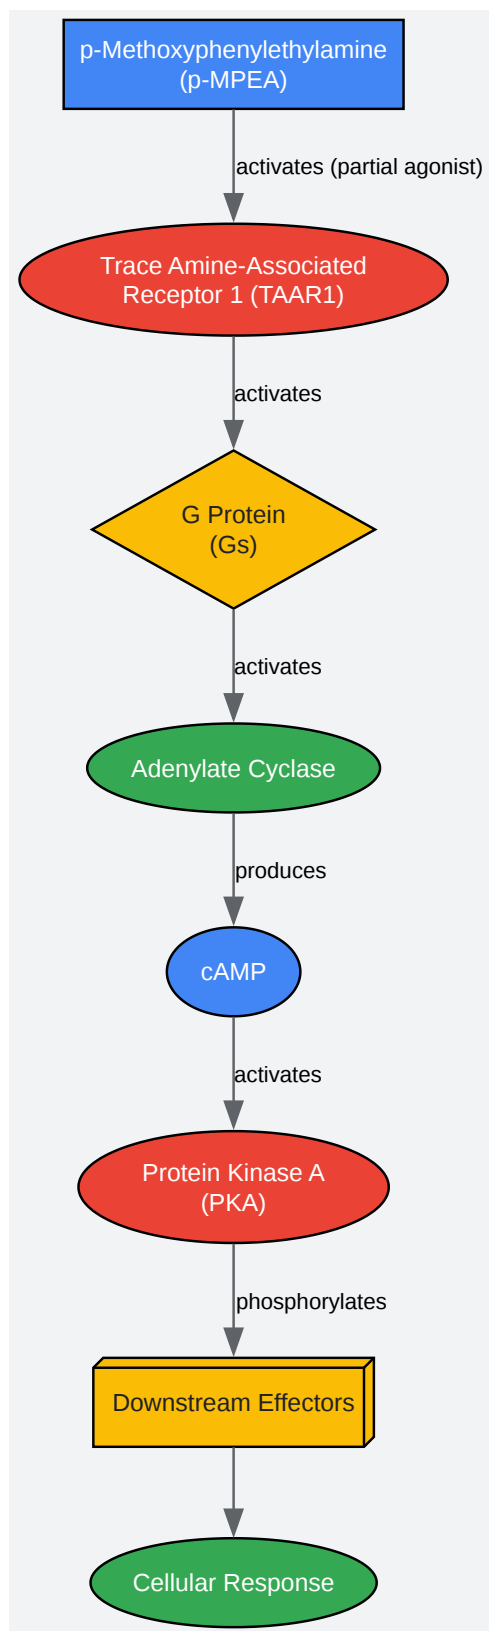 p-Methoxyphenylethylamine
(p-MPEA)
activates (partial agonist)
Trace Amine-Associated
Receptor 1 (TAAR1)
activates
G Protein
(Gs)
activates
Adenylate Cyclase
produces
cAMP
activates
Protein Kinase A
(PKA)
phosphorylates
Downstream Effectors
Cellular Response